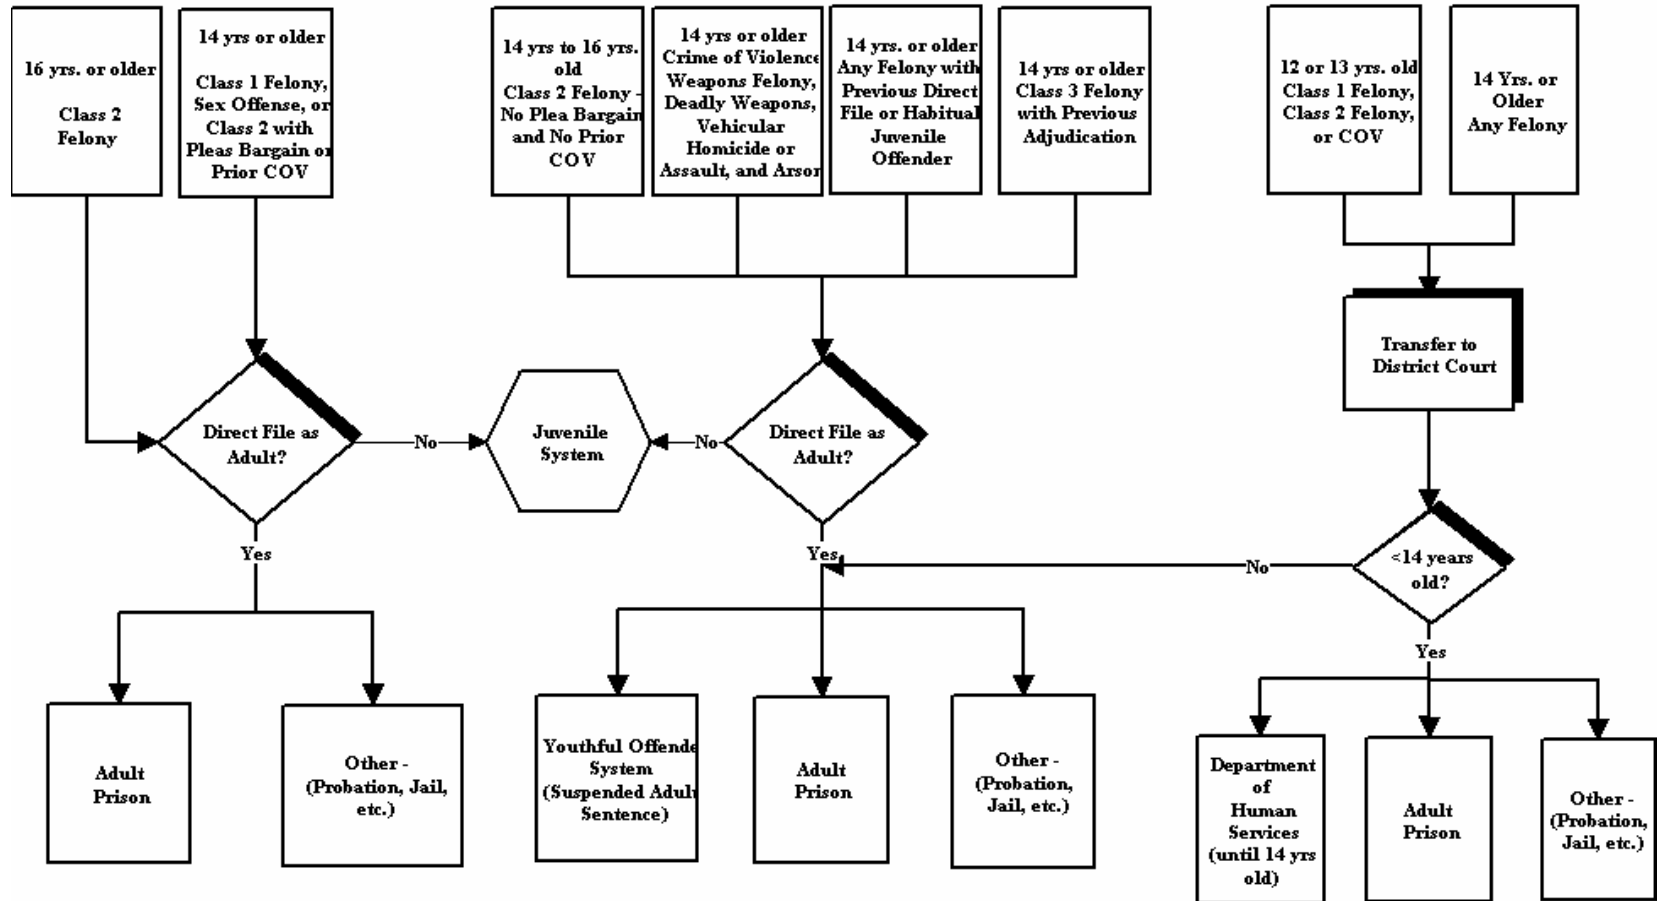 16 yrs. or older
Class 2
Felony
14 yrs or older
Class 1 Felony,
Sex Offense, or
Class 2 with
Pleas Bargain or
Prior COV
14 yrs to 16 yrs.
old
Class 2 Felony -
No Plea Bargain
and No Prior
COV
14 yrs or older
Crime of Violence
Weapons Felony,
Deadly Weapons,
Vehicular
Homicide or
Assault, and Arson
14 yrs. or older
Any Felony with
Previous Direct
File or Habitual
Juvenile
Offender
14 yrs or older
Class 3 Felony
with Previous
Adjudication
12 or 13 yrs. old
Class 1 Felony,
Class 2 Felony,
or COV
14 Yrs. or
Older
Any Felony
Transfer to
District Court
Direct File as
Adult?
No
Juvenile
System
No
Direct File as
Adult?
Yes
Yes
No
<14 years
old?
Yes
Adult
Prison
Other -
(Probation, Jail,
etc.)
Youthful Offende
System
(Suspended Adul
Sentence)
Adult
Prison
Other -
(Probation,
Jail, etc.)
Department
of
Human
Services
(until 14 yrs
old)
Adult
Prison
Other -
(Probation,
Jail, etc.)